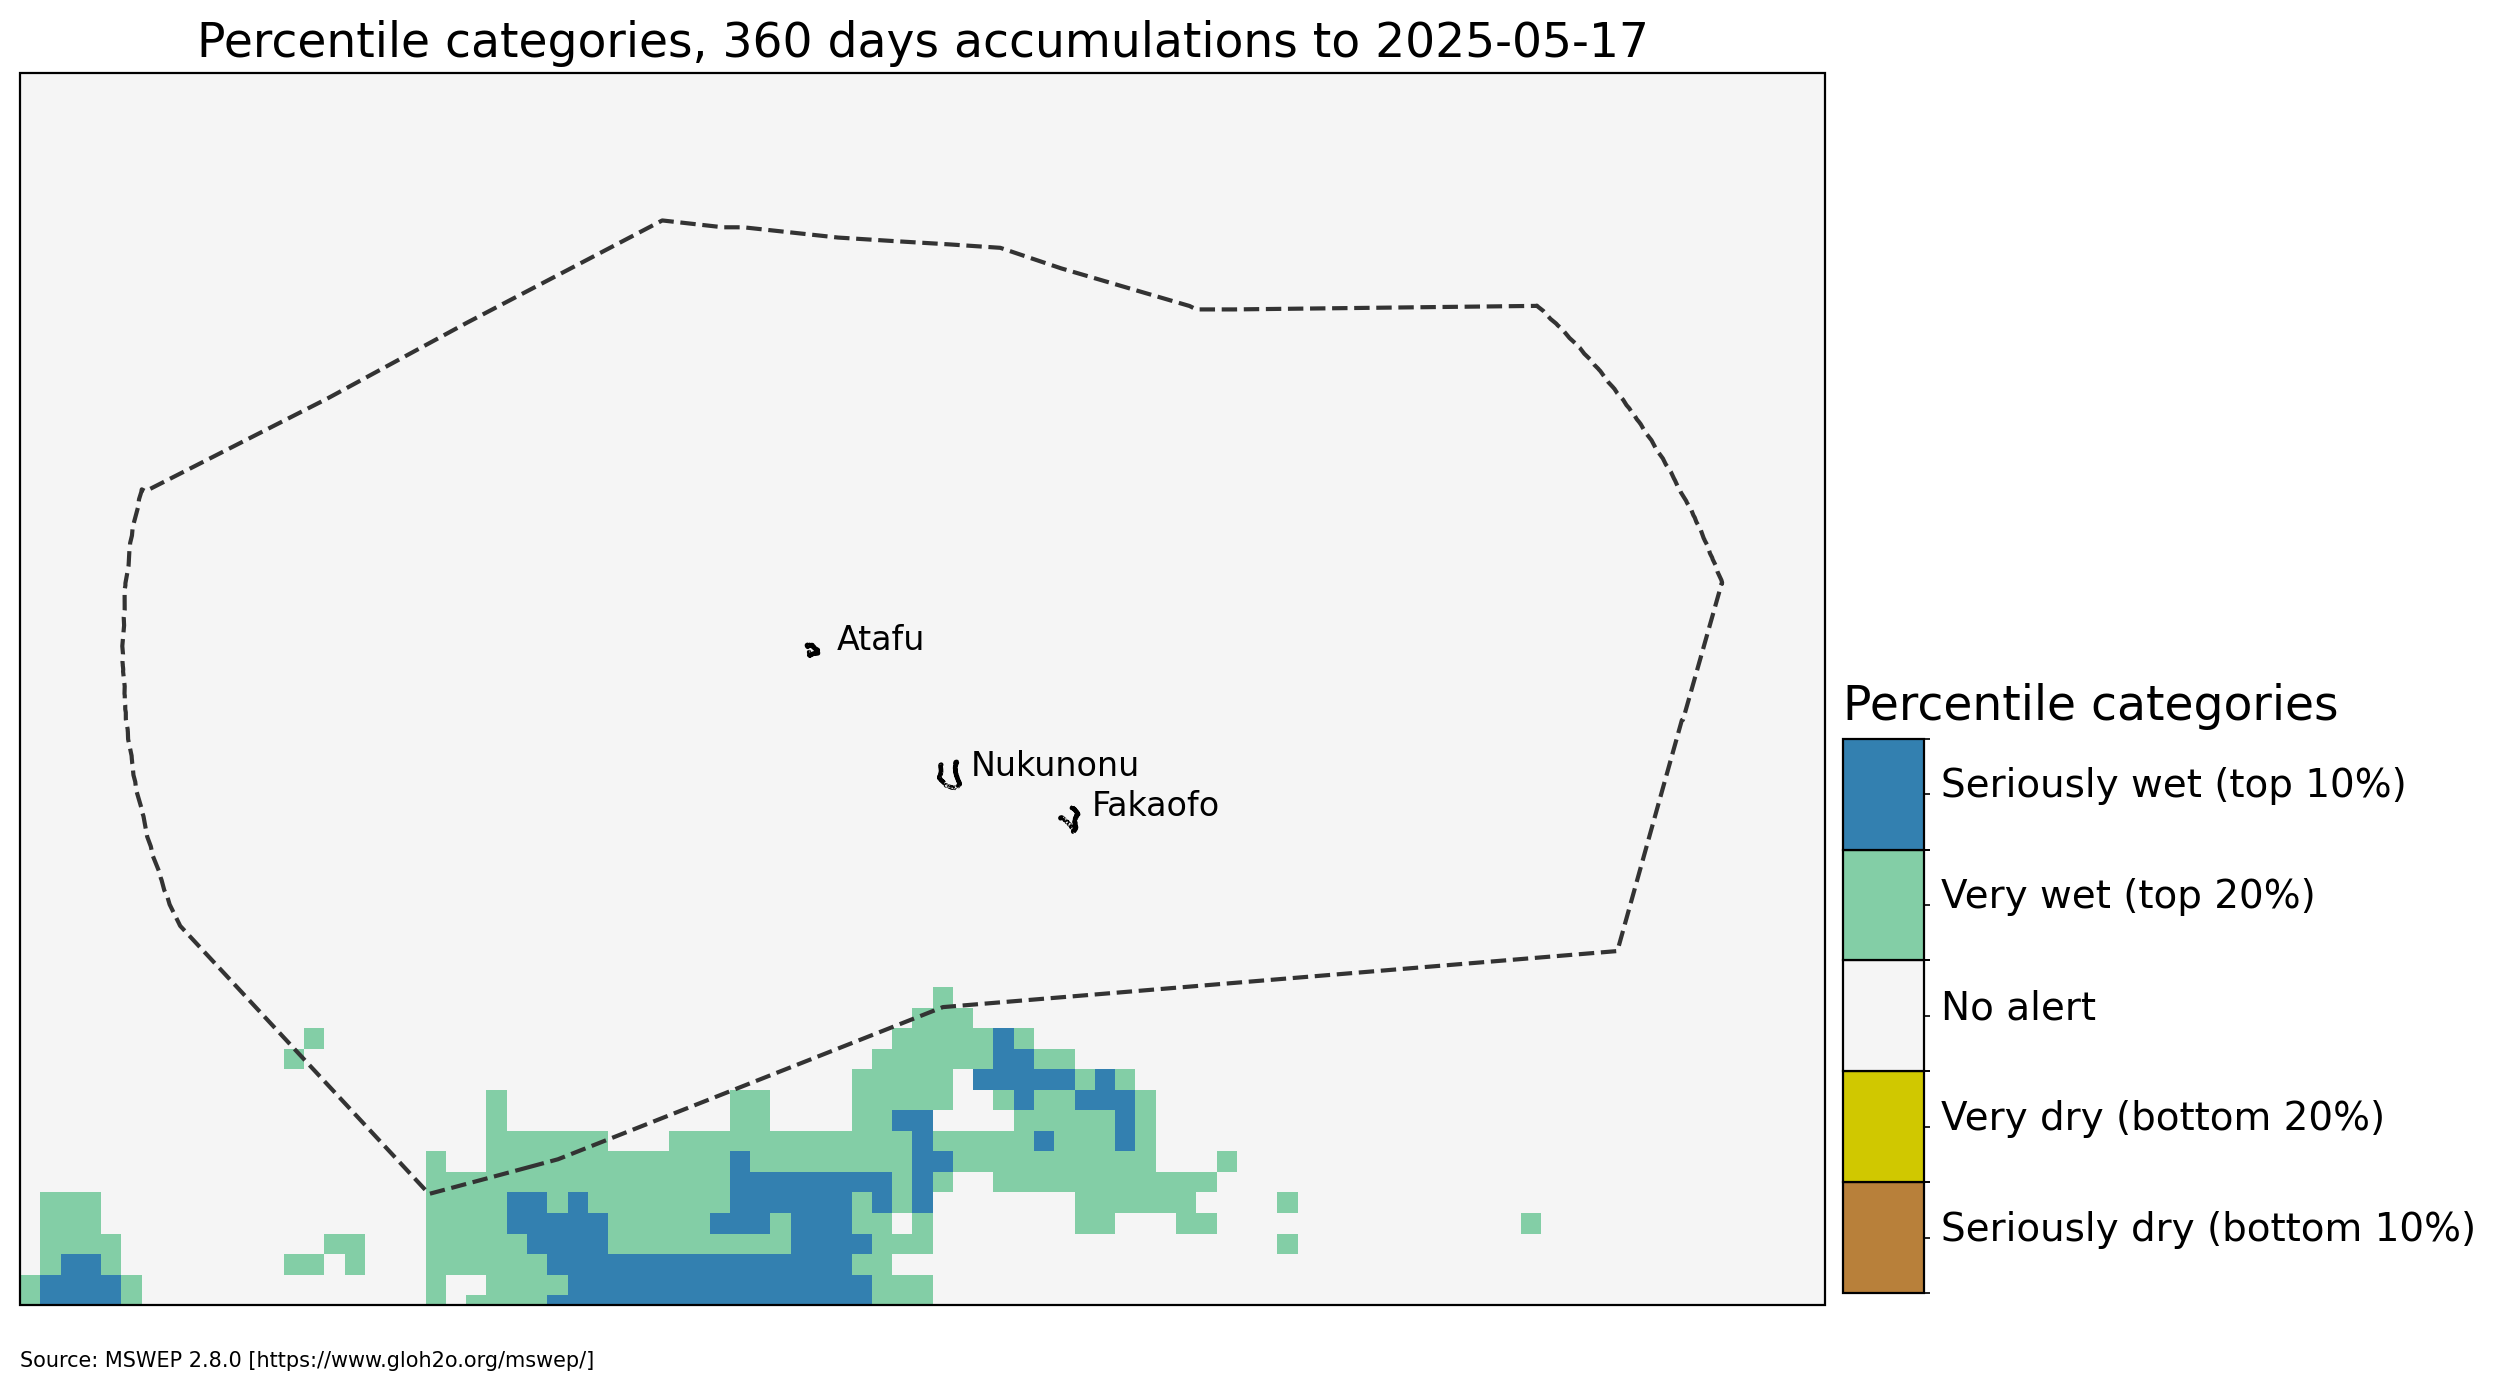 Percentile categories, 360 days accumulations to 2025-05-17
Atafu
Nukunonu
Fakaofo
Percentile categories
Seriously wet (top 10%)
Very wet (top 20%)
No alert
Very dry (bottom 20%)
Seriously dry (bottom 10%)
Source: MSWEP 2.8.0 [https://www.gloh2o.org/mswep/]